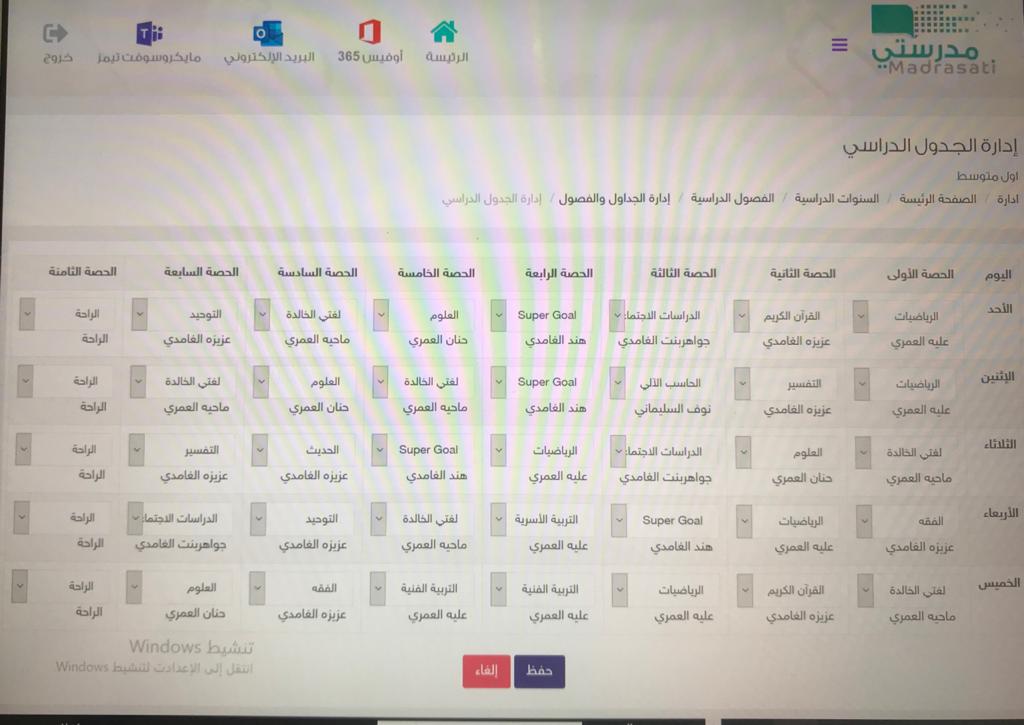 مدرستي
Madrasati
الرئيسة
أوفيس 365
البريد الإلكتروني
مايكروسوفت تيمز
خروج
إدارة الجدول الدراسي
اول متوسط
ادارة / الصفحة الرئيسة / السنوات الدراسية / الفصول الدراسية / إدارة الجداول والفصول / إدارة الجدول الدراسي
اليوم الحصة الأولى الحصة الثانية الحصة الثالثة الحصة الرابعة الحصة الخامسة الحصة السادسة الحصة السابعة الحصة الثامنة
الأحد الرياضيات القرآن الكريم الدراسات الاجتما: Super Goal العلوم لغتي الخالدة التوحيد الراحة
عليه العمري عزيزه الغامدي جواهربنت الغامدي هند الغامدي حنان العمري ماحيه العمري عزيزه الغامدي الراحة
الإثنين الرياضيات التفسير الحاسب الآلي Super Goal لغتي الخالدة العلوم لغتي الخالدة الراحة
عليه العمري عزيزه الغامدي نوف السليماني هند الغامدي ماحيه العمري حنان العمري ماحيه العمري الراحة
الثلاثاء لغتي الخالدة العلوم الدراسات الاجتما: الرياضيات Super Goal الحديث التفسير الراحة
ماحيه العمري حنان العمري جواهربنت الغامدي عليه العمري هند الغامدي عزيزه الغامدي عزيزه الغامدي الراحة
الأربعاء الفقه الرياضيات Super Goal التربية الأسرية لغتي الخالدة التوحيد الدراسات الاجتما: الراحة
عزيزه الغامدي عليه العمري هند الغامدي عليه العمري ماحيه العمري عزيزه الغامدي جواهربنت الغامدي الراحة
الخميس لغتي الخالدة القرآن الكريم الرياضيات التربية الفنية التربية الفنية الفقه العلوم الراحة
ماحيه العمري عزيزه الغامدي عليه العمري عليه العمري عليه العمري عزيزه الغامدي حنان العمري الراحة
حفظ
إلغاء
تنشيط Windows
انتقل إلى الإعدادات لتنشيط Windows